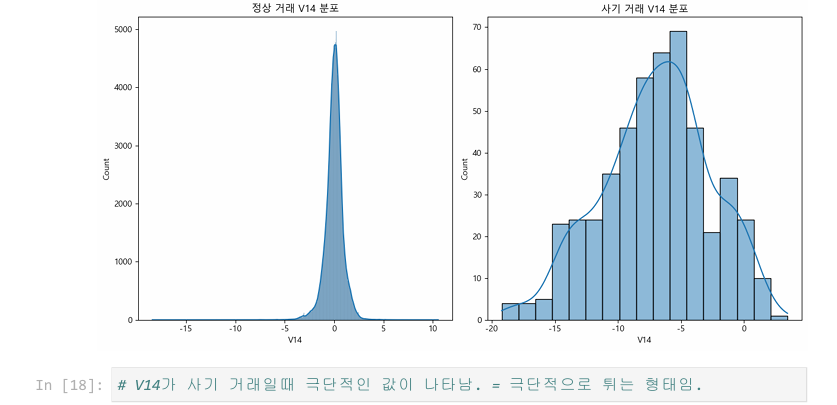 정상 거래 V14 분포
5000
4000
3000
2000
1000
0
Count
-15 -10 -5 0 5 10
V14
사기 거래 V14 분포
70
60
50
40
30
20
10
0
Count
-20 -15 -10 -5 0
V14
In [18]: # V14가 사기 거래일때 극단적인 값이 나타남. = 극단적으로 튀는 형태임.